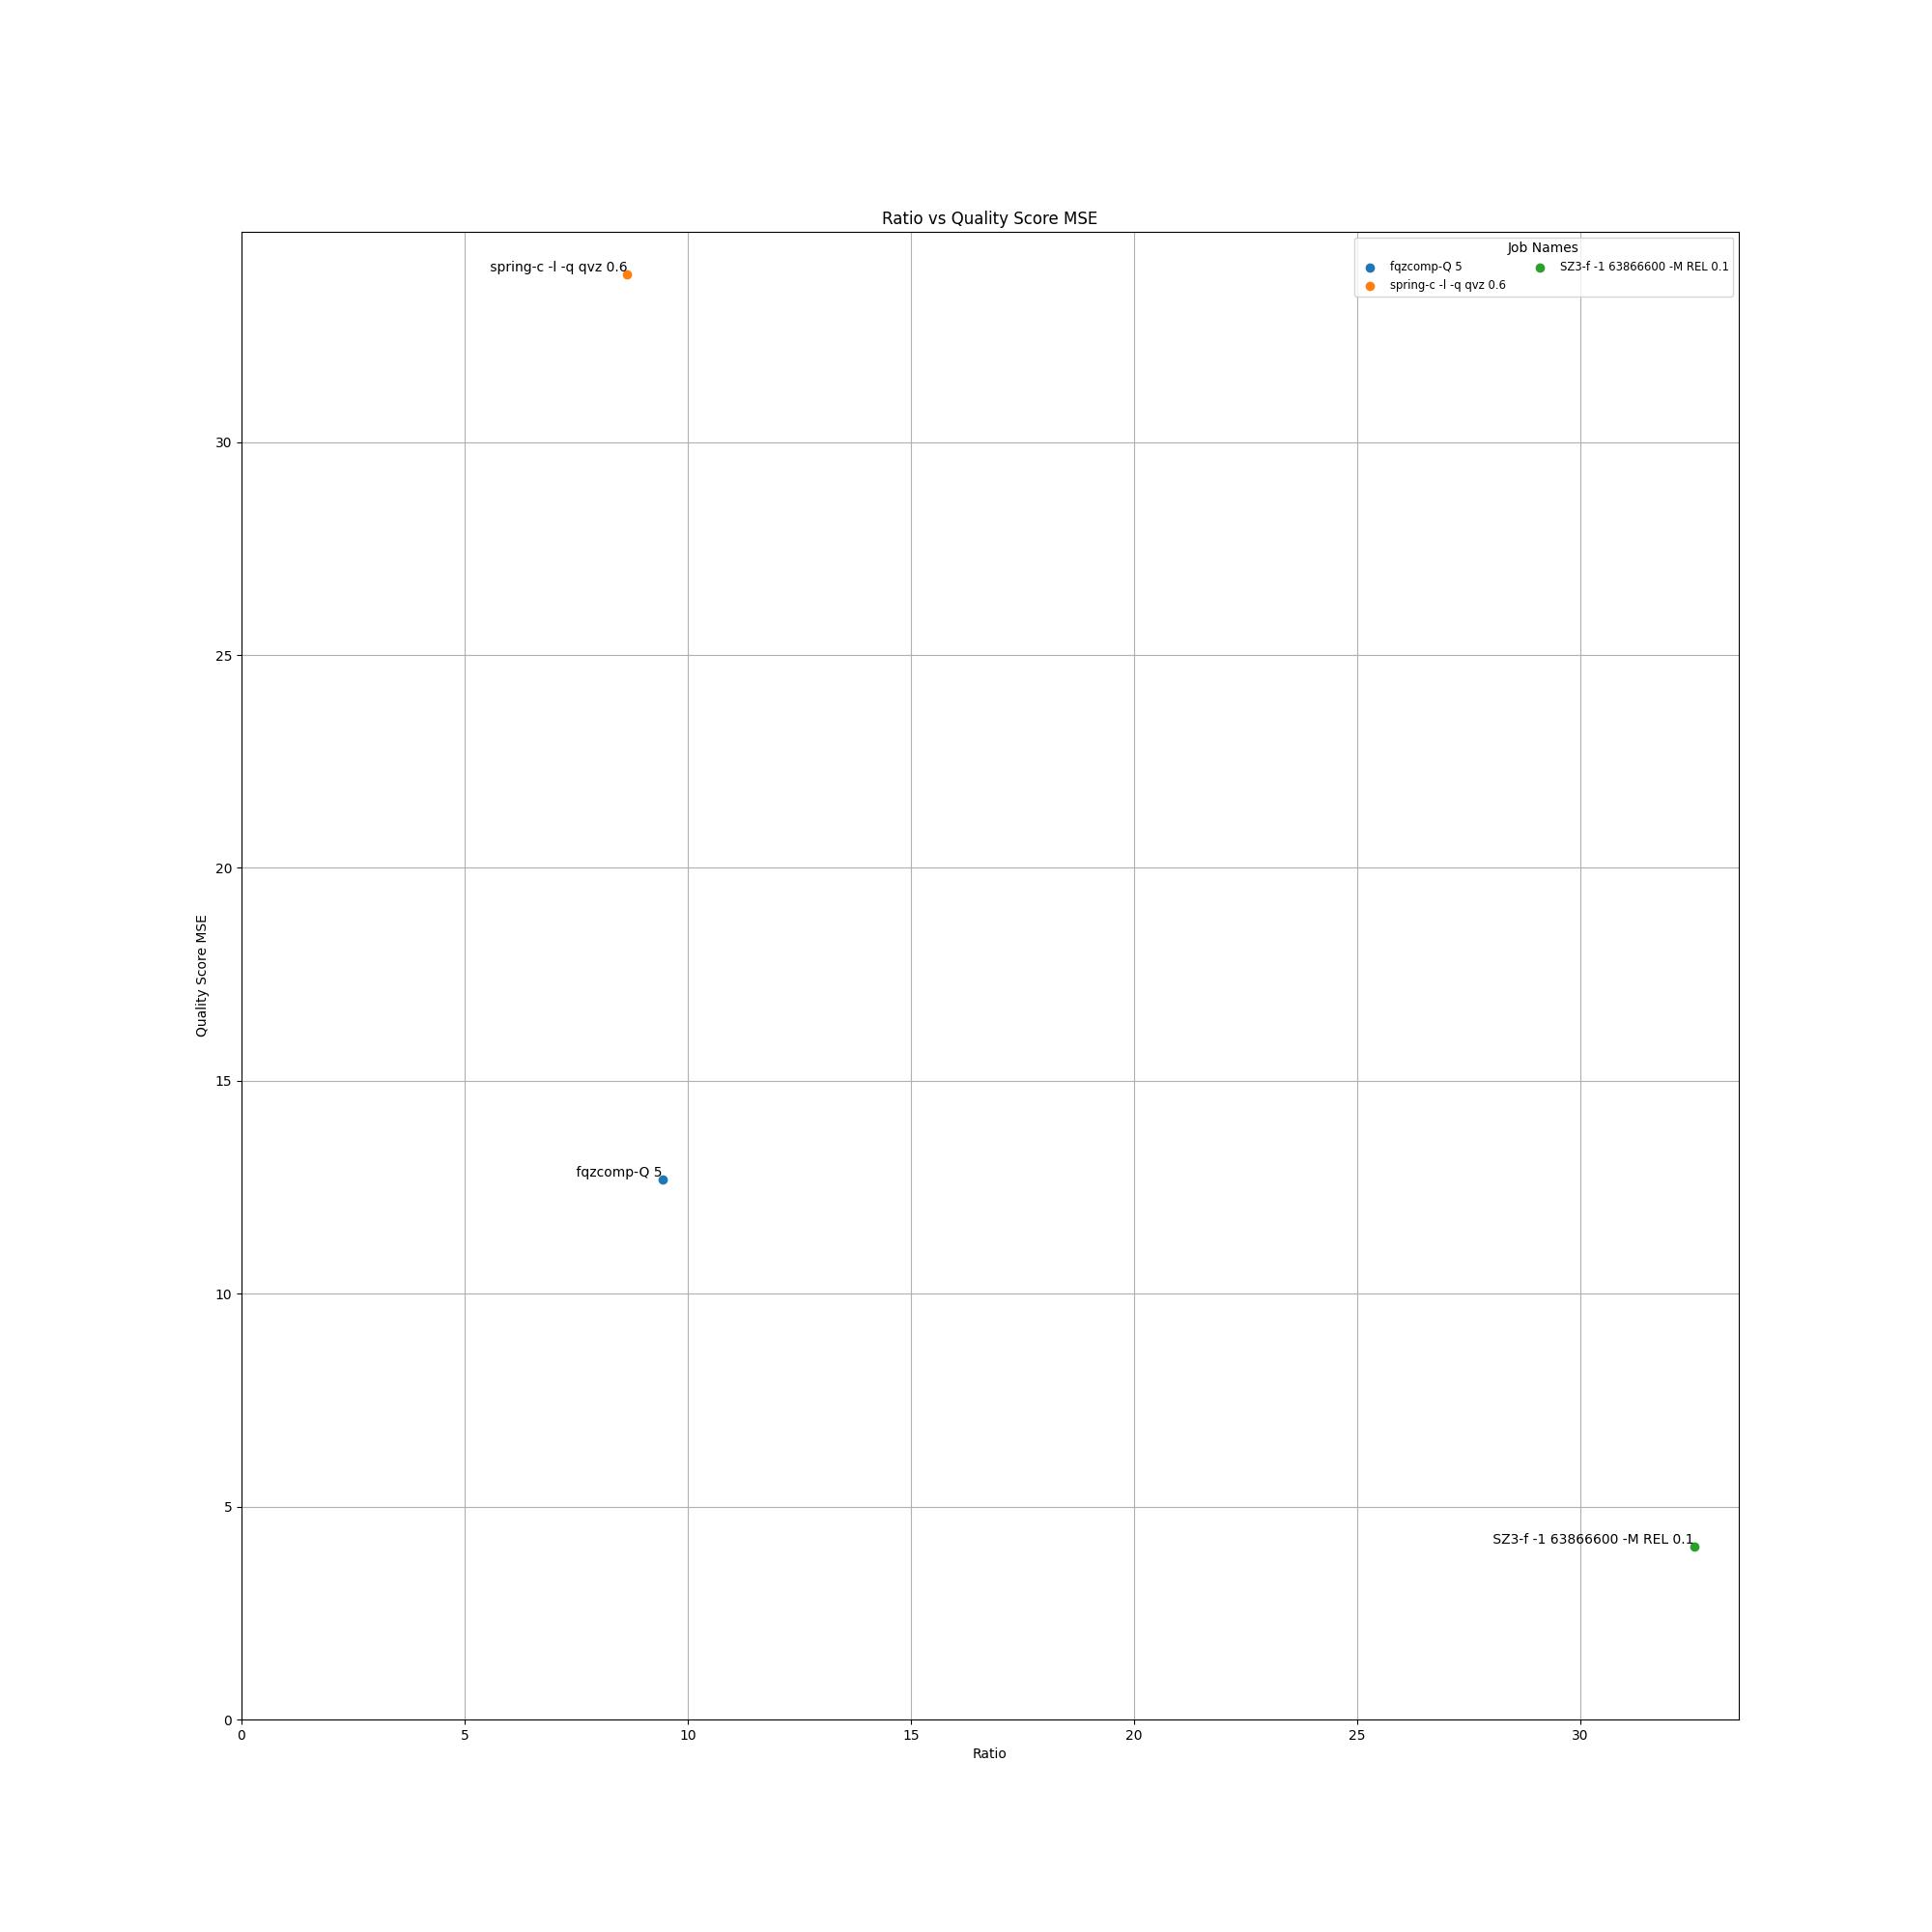 Ratio vs Quality Score MSE
Job Names
fqzcomp-Q 5
spring-c -l -q qvz 0.6
SZ3-f -1 63866600 -M REL 0.1
spring-c -l -q qvz 0.6
fqzcomp-Q 5
SZ3-f -1 63866600 -M REL 0.1
Quality Score MSE
30
25
20
15
10
5
0
0 5 10 15 20 25 30
Ratio